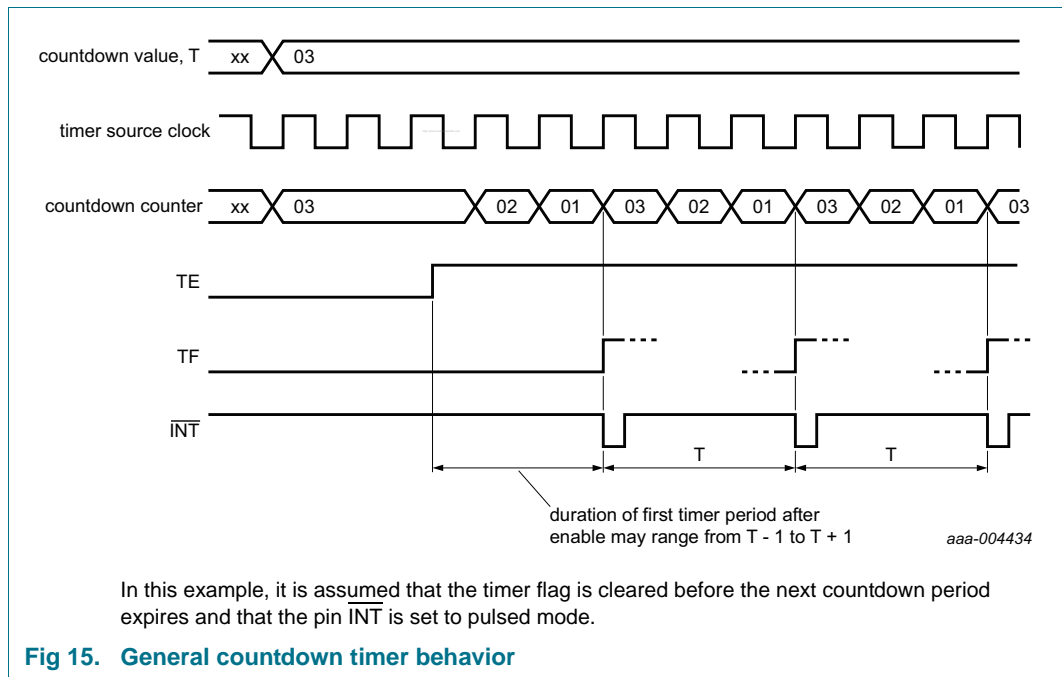 countdown value, T xx 03
timer source clock
countdown counter xx 03 02 01 03 02 01 03 02 01 03
TE
TF
INT
T T
duration of first timer period after
enable may range from T - 1 to T + 1
aaa-004434
In this example, it is assumed that the timer flag is cleared before the next countdown period
expires and that the pin INT is set to pulsed mode.
Fig 15. General countdown timer behavior